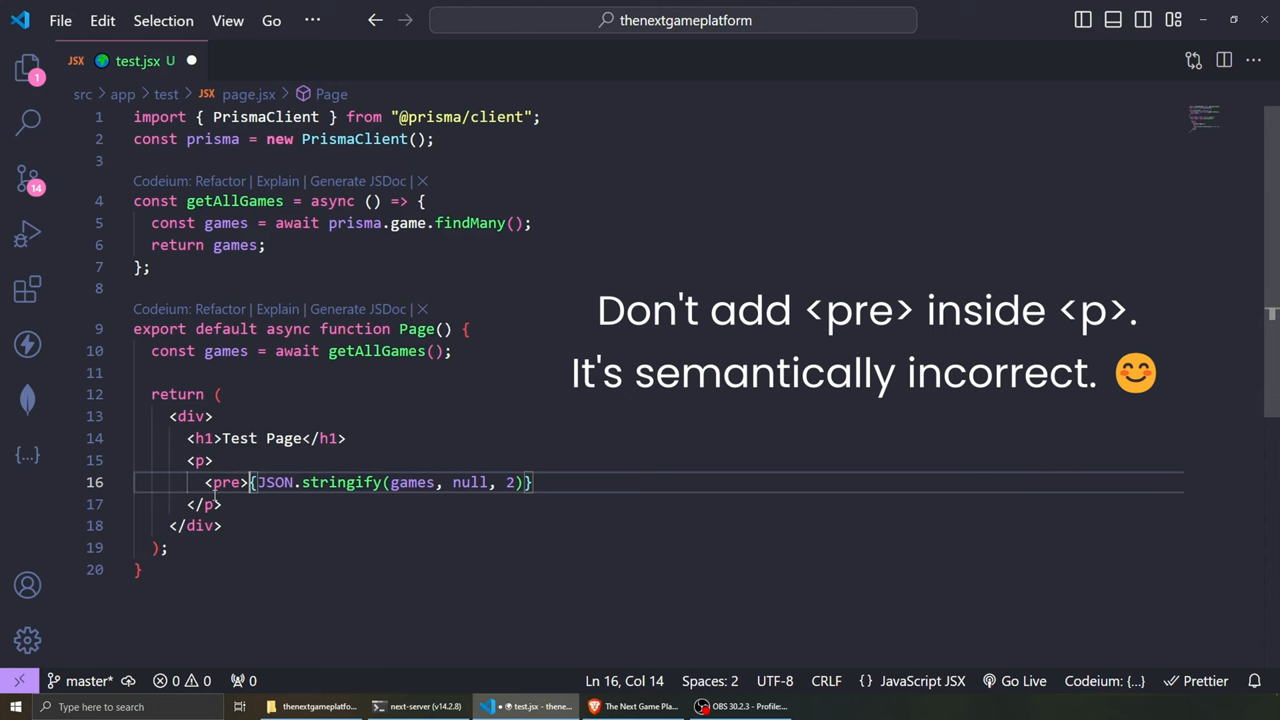 File Edit Selection View Go ··· thenextgameplatform
1
JSX test.jsx U
src app test JSX page.jsx Page
14
1 import { PrismaClient } from "@prisma/client";
2 const prisma = new PrismaClient();
3
Codeium: Refactor | Explain | Generate JSDoc | ×
4 const getAllGames = async () => {
5 const games = await prisma.game.findMany();
6 return games;
7 };
8
Codeium: Refactor | Explain | Generate JSDoc | ×
9 export default async function Page() {
10 const games = await getAllGames();
11
12 return (
13 <div>
14 <h1>Test Page</h1>
15 <p>
16 <pre>{JSON.stringify(games, null, 2)}
17 </p>
18 </div>
19 );
20 }
Don't add <pre> inside <p>.
It's semantically incorrect. 😊
master* 0 0 0 Ln 16, Col 14 Spaces: 2 UTF-8 CRLF {} JavaScript JSX Go Live Codeium: {...} Prettier
Type here to search thenextgameplatfo... next-server (v14.2.8) test.jsx - thene... The Next Game Pla... OBS 30.2.3 - Profile:...